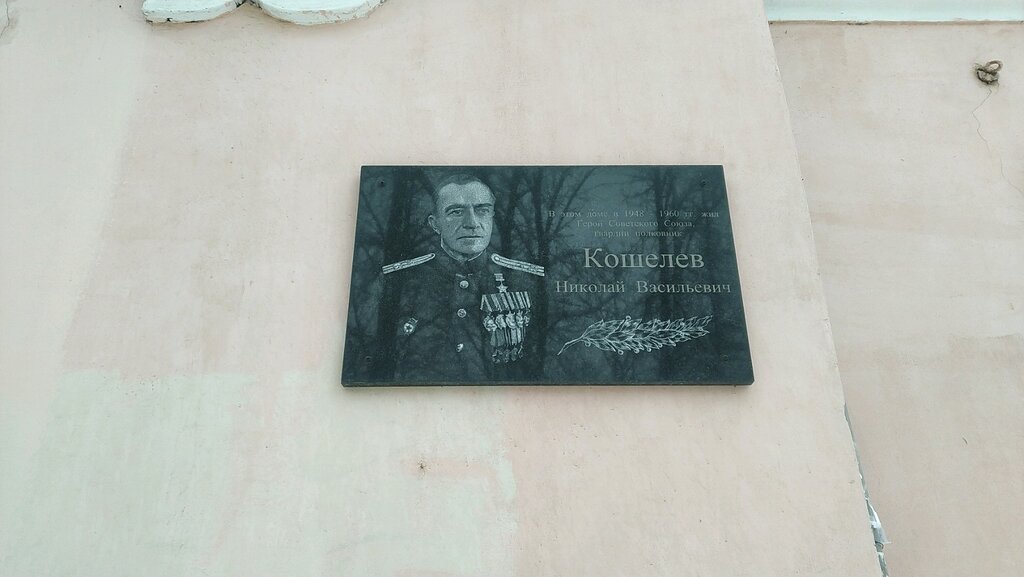 В этом доме в 1948 - 1960 гг. жил
Герой Советского Союза,
гвардии полковник
Кошелев
Николай Васильевич